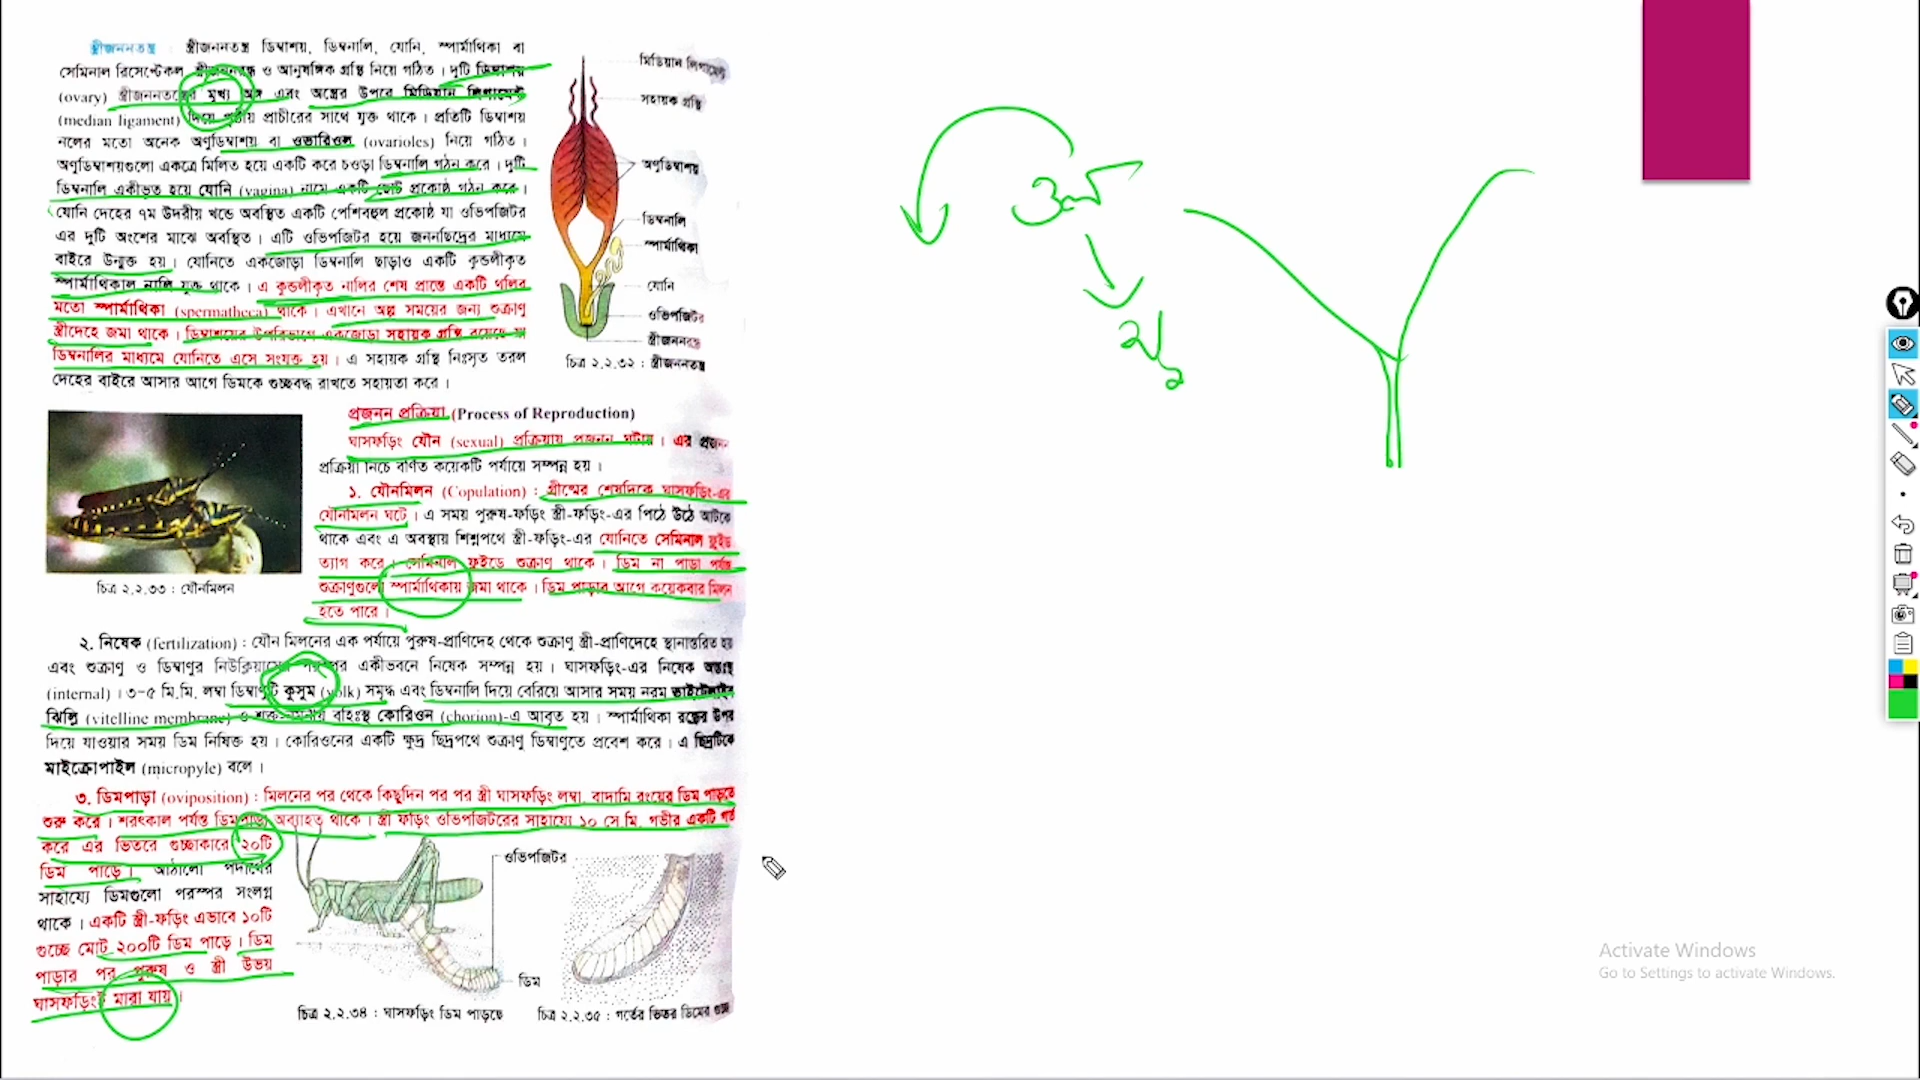 স্ত্রীজননতন্ত্র : স্ত্রীজননতন্ত্র ডিম্বাশয়, ডিম্বনালি, যোনি, স্পার্মাথিকা বা
সেমিনাল রিসেন্টেকল, স্ত্রীজননরন্ধ্র ও আনুষঙ্গিক গ্রন্থি নিয়ে গঠিত। দুটি ডিম্বাশয়
(ovary) স্ত্রীজননতন্ত্রের মুখ্য অঙ্গ এবং অন্ত্রের উপরে মিডিয়ান লিগামেন্ট
(median ligament) দিয়ে পৃষ্ঠীয় প্রাচীরের সাথে যুক্ত থাকে। প্রতিটি ডিম্বাশয়
নলের মতো অনেক অণুডিম্বাশয় বা ওভারিওল (ovarioles) নিয়ে গঠিত।
অণুডিম্বাশয়গুলো একত্রে মিলিত হয়ে একটি করে চওড়া ডিম্বনালি গঠন করে। দুটি
ডিম্বনালি একীভূত হয়ে যোনি (vagina) নামে একটি ছোট প্রকোষ্ঠ গঠন করে।
যোনি দেহের ৭ম উদরীয় খন্ডে অবস্থিত একটি পেশিবহুল প্রকোষ্ঠ যা ওভিপজিটর
এর দুটি অংশের মাঝে অবস্থিত। এটি ওভিপজিটর হয়ে জননছিদ্রের মাধ্যমে
বাইরে উন্মুক্ত হয়। যোনিতে একজোড়া ডিম্বনালি ছাড়াও একটি কুন্ডলীকৃত
স্পার্মাথিকাল নালি যুক্ত থাকে। এ কুন্ডলীকৃত নালির শেষ প্রান্তে একটি থলির
মতো স্পার্মাথিকা (spermatheca) থাকে। এখানে অল্প সময়ের জন্য শুক্রাণু
স্ত্রীদেহে জমা থাকে। ডিম্বাশয়ের উপরিভাগে একজোড়া সহায়ক গ্রন্থি রয়েছে যা
ডিম্বনালির মাধ্যমে যোনিতে এসে সংযুক্ত হয়। এ সহায়ক গ্রন্থি নিঃসৃত তরল
দেহের বাইরে আসার আগে ডিমকে গুচ্ছবদ্ধ রাখতে সহায়তা করে।
মিডিয়ান লিগামেন্ট
সহায়ক গ্রন্থি
অণুডিম্বাশয়
ডিম্বনালি
স্পার্মাথিকা
যোনি
ওভিপজিটর
স্ত্রীজননরন্ধ্র
চিত্র ২.২.৩২ : স্ত্রীজননতন্ত্র
প্রজনন প্রক্রিয়া (Process of Reproduction)
ঘাসফড়িং যৌন (sexual) প্রক্রিয়ায় প্রজনন ঘটায়। এর প্রজনন
প্রক্রিয়া নিচে বর্ণিত কয়েকটি পর্যায়ে সম্পন্ন হয়।
১. যৌনমিলন (Copulation) : গ্রীষ্মের শেষদিকে ঘাসফড়িং-এর
যৌনমিলন ঘটে। এ সময় পুরুষ-ফড়িং স্ত্রী-ফড়িং-এর পিঠে উঠে আটকে
থাকে এবং এ অবস্থায় শিশ্নপথে স্ত্রী-ফড়িং-এর যোনিতে সেমিনাল ফ্লুইড
ত্যাগ করে। সেমিনাল ফ্লুইডে শুক্রাণু থাকে। ডিম না পাড়া পর্যন্ত
শুক্রাণুগুলো স্পার্মাথিকায় জমা থাকে। ডিম পাড়ার আগে কয়েকবার মিলন
হতে পারে।
চিত্র ২.২.৩৩ : যৌনমিলন
২. নিষেক (fertilization) : যৌন মিলনের এক পর্যায়ে পুরুষ-প্রাণিদেহ থেকে শুক্রাণু স্ত্রী-প্রাণিদেহে স্থানান্তরিত হয়
এবং শুক্রাণু ও ডিম্বাণুর নিউক্লিয়াসের পরস্পর একীভবনে নিষেক সম্পন্ন হয়। ঘাসফড়িং-এর নিষেক অন্তঃস্থ
(internal)। ৩-৫ মি.মি. লম্বা ডিম্বাণুটি কুসুম (yolk) সমৃদ্ধ এবং ডিম্বনালি দিয়ে বেরিয়ে আসার সময় নরম ভাইটেলাইন
ঝিল্লি (vitelline membrane) ও শক্ত বহিঃস্থ কোরিওন (chorion)-এ আবৃত হয়। স্পার্মাথিকা রন্ধ্রের উপর
দিয়ে যাওয়ার সময় ডিম নিষিক্ত হয়। কোরিওনের একটি ক্ষুদ্র ছিদ্রপথে শুক্রাণু ডিম্বাণুতে প্রবেশ করে। এ ছিদ্রটিকে
মাইক্রোপাইল (micropyle) বলে।
৩. ডিমপাড়া (oviposition) : মিলনের পর থেকে কিছুদিন পর পর স্ত্রী ঘাসফড়িং লম্বা, বাদামি রংয়ের ডিম পাড়তে
শুরু করে। শরৎকাল পর্যন্ত ডিমপাড়া অব্যাহত থাকে। স্ত্রী ফড়িং ওভিপজিটরের সাহায্যে ১০ সে.মি. গভীর একটি গর্ত
করে এর ভিতরে গুচ্ছাকারে ২০টি
ডিম পাড়ে। আঠালো পদার্থের
সাহায্যে ডিমগুলো পরস্পর সংলগ্ন
থাকে। একটি স্ত্রী-ফড়িং এভাবে ১০টি
গুচ্ছে মোট ২০০টি ডিম পাড়ে। ডিম
পাড়ার পর পুরুষ ও স্ত্রী উভয়
ঘাসফড়িংই মারা যায়।
ওভিপজিটর
ডিম
চিত্র ২.২.৩৪ : ঘাসফড়িং ডিম পাড়ছে
চিত্র ২.২.৩৫ : গর্তের ভিতর ডিমের গুচ্ছ
Activate Windows
Go to Settings to activate Windows.